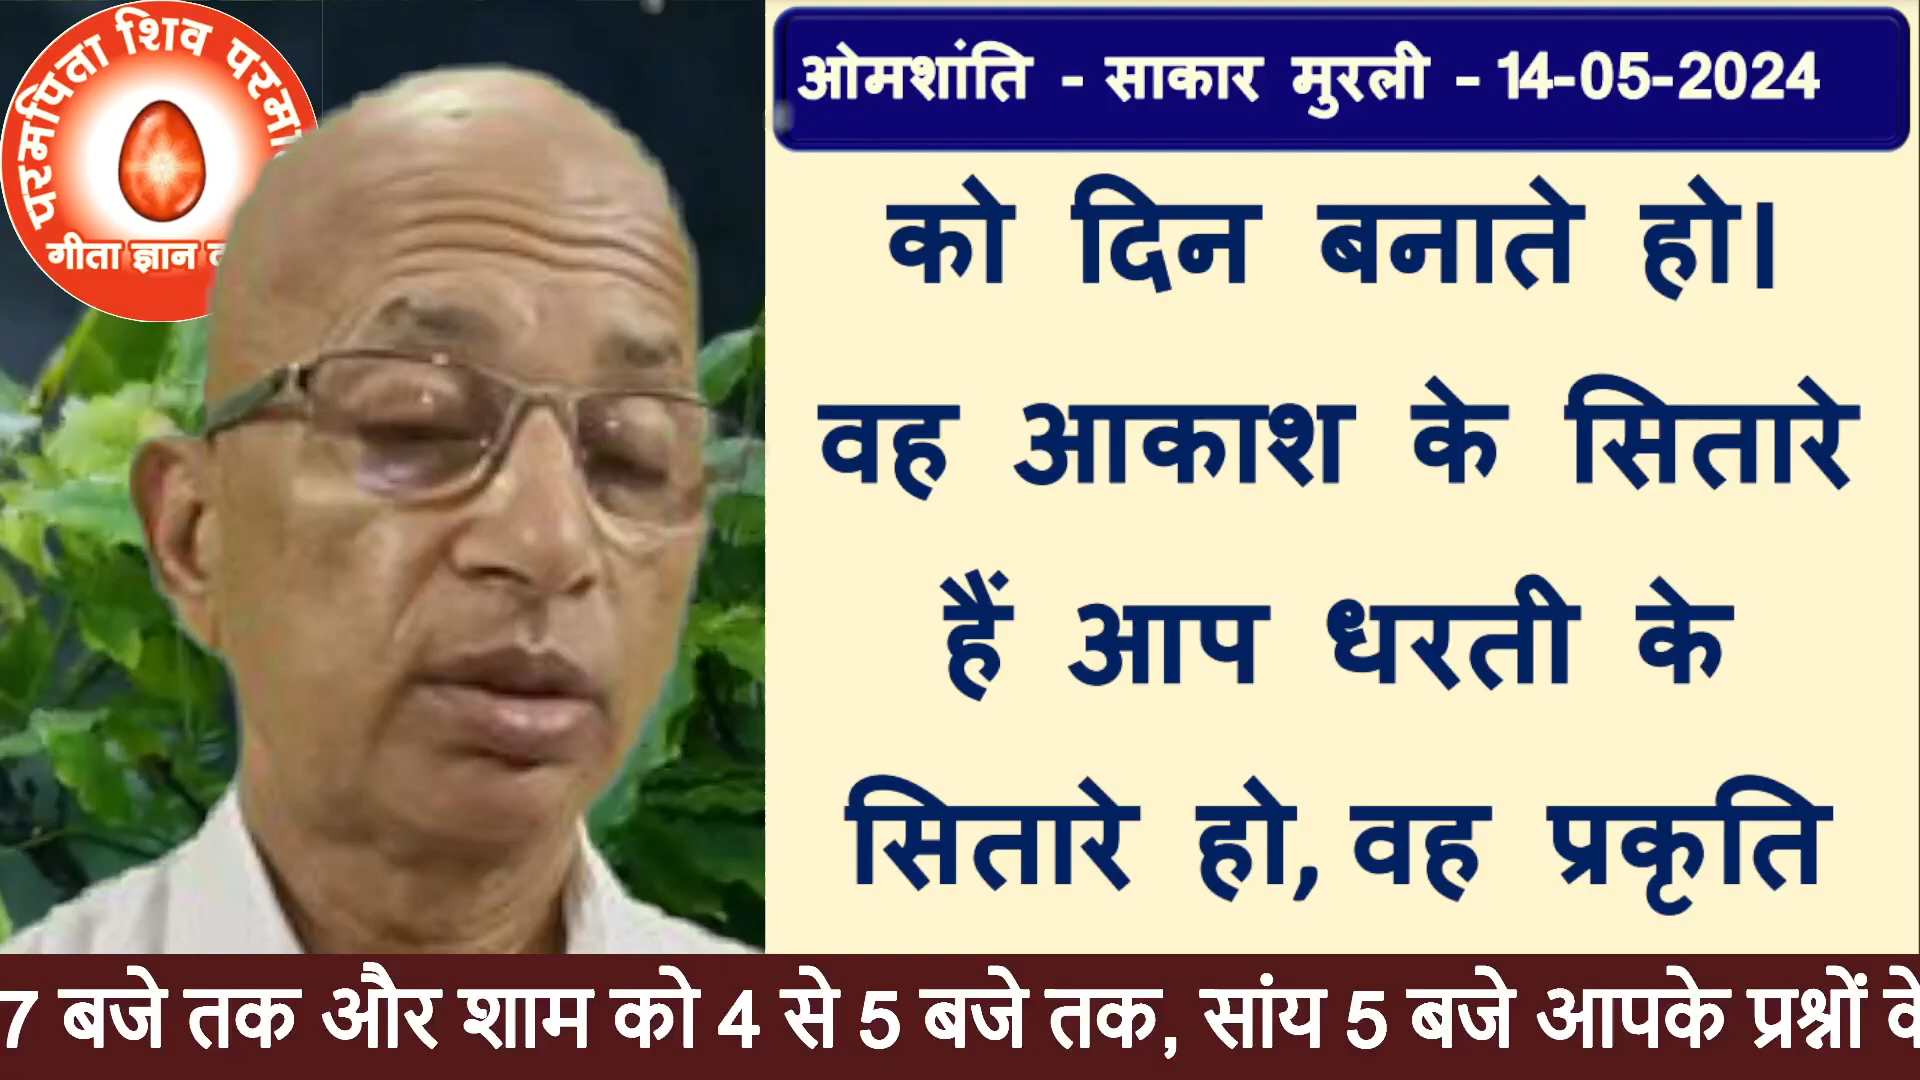 परमपिता शिव
गीता ज्ञान
ओमशांति - साकार मुरली - 14-05-2024
को दिन बनाते हो।
वह आकाश के सितारे
हैं आप धरती के
सितारे हो, वह प्रकृति
7 बजे तक और शाम को 4 से 5 बजे तक, सांय 5 बजे आपके प्रश्नों